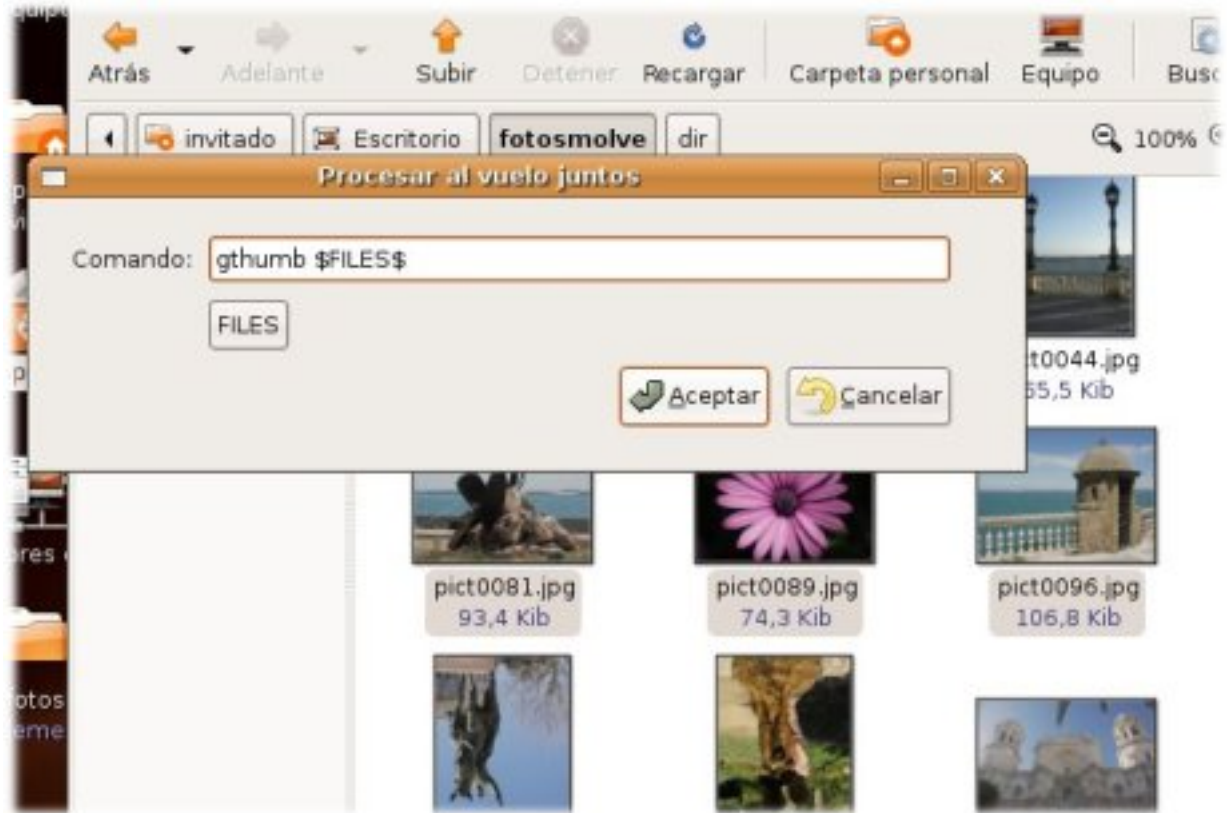 Atrás
Adelante
Subir
Detener
Recargar
Carpeta personal
Equipo
invitado
Escritorio
fotosmolve
dir
100%
Procesar al vuelo juntos
Comando:
gthumb $FILES$
FILES
Aceptar
Cancelar
t0044.jpg
55,5 Kib
pict0081.jpg
93,4 Kib
pict0089.jpg
74,3 Kib
pict0096.jpg
106,8 Kib